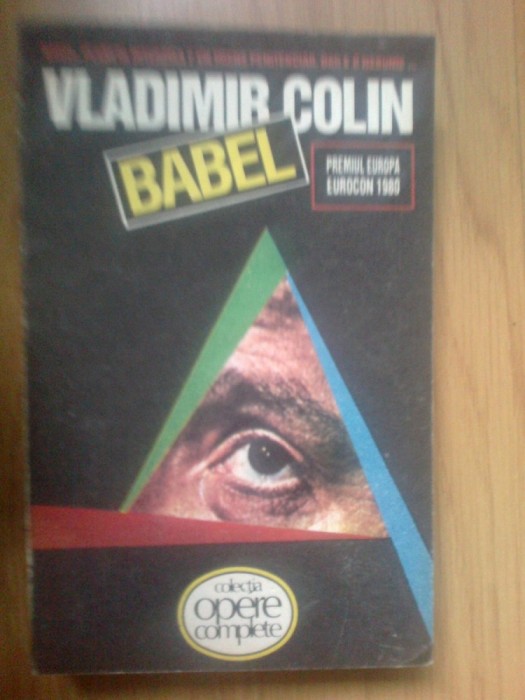 VLADIMIR COLIN
BABEL
PREMIUL EUROPA
EUROCON 1980
colecția
opere
complete